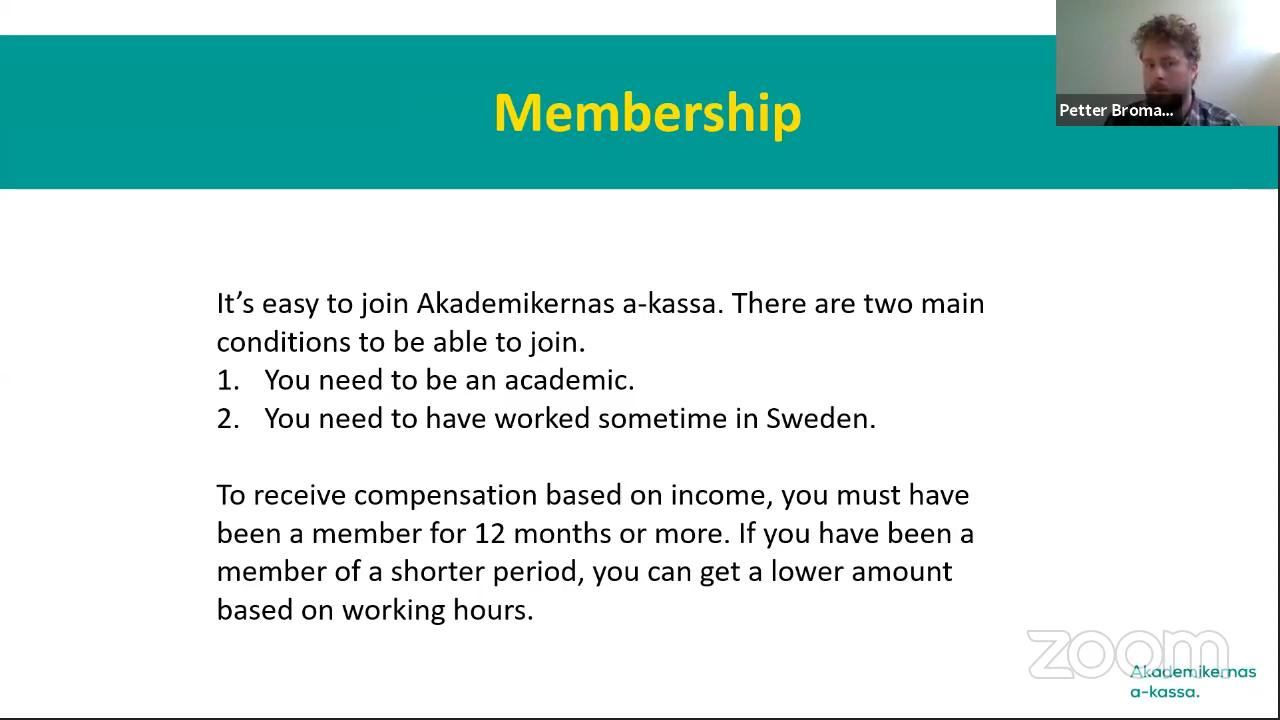 Membership
Petter Broma...
It’s easy to join Akademikernas a-kassa. There are two main
conditions to be able to join.
1. You need to be an academic.
2. You need to have worked sometime in Sweden.
To receive compensation based on income, you must have
been a member for 12 months or more. If you have been a
member of a shorter period, you can get a lower amount
based on working hours.
zoom
Akademikernas
a-kassa.